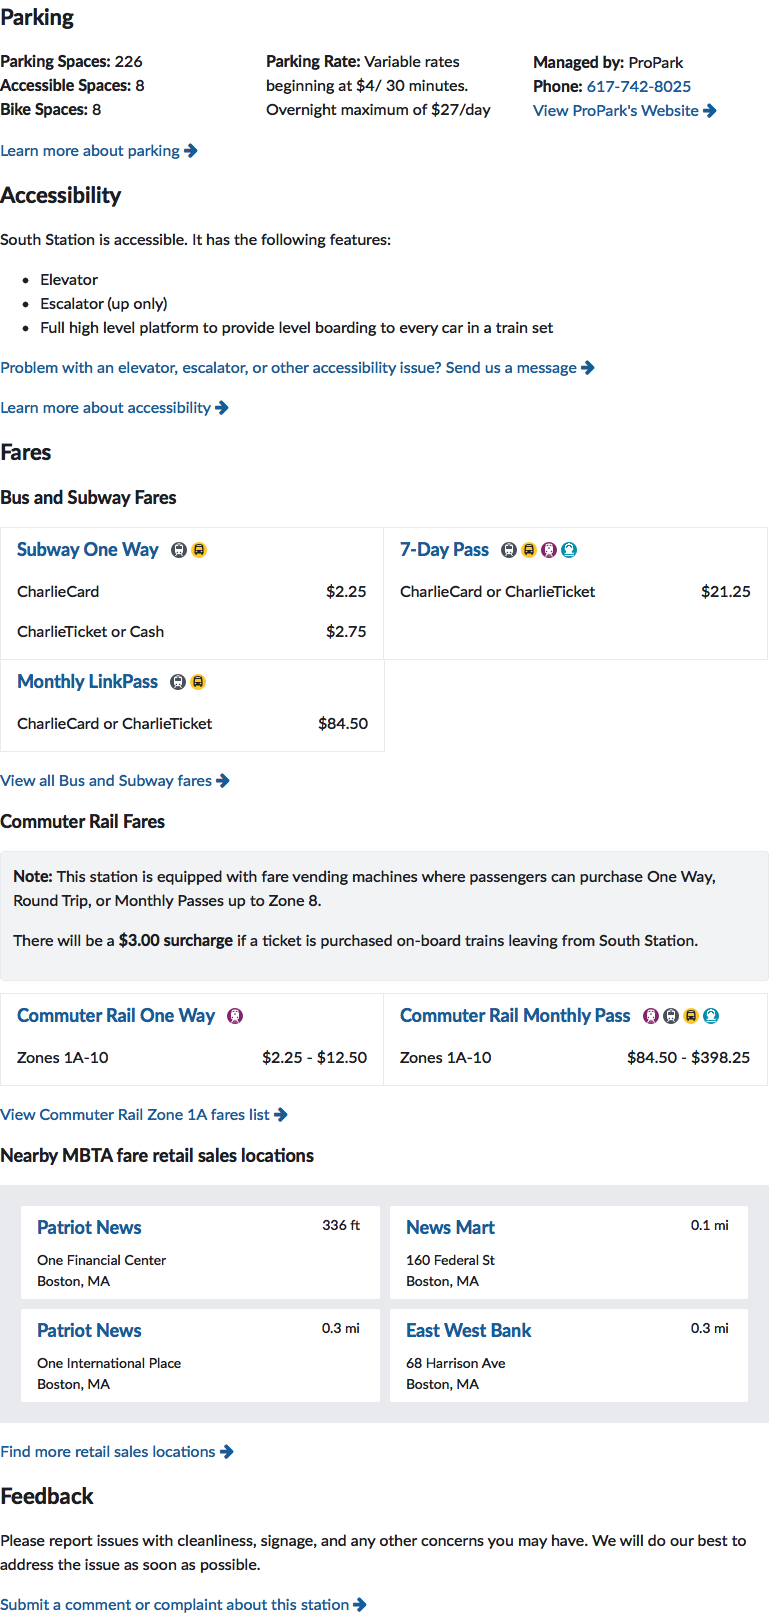 Parking
Parking Spaces: 226
Accessible Spaces: 8
Bike Spaces: 8
Parking Rate: Variable rates
beginning at $4/ 30 minutes.
Overnight maximum of $27/day
Managed by: ProPark
Phone: 617-742-8025
View ProPark's Website
Learn more about parking
Accessibility
South Station is accessible. It has the following features:
Elevator
Escalator (up only)
Full high level platform to provide level boarding to every car in a train set
Problem with an elevator, escalator, or other accessibility issue? Send us a message
Learn more about accessibility
Fares
Bus and Subway Fares
Subway One Way
CharlieCard $2.25
CharlieTicket or Cash $2.75
7-Day Pass
CharlieCard or CharlieTicket $21.25
Monthly LinkPass
CharlieCard or CharlieTicket $84.50
View all Bus and Subway fares
Commuter Rail Fares
Note: This station is equipped with fare vending machines where passengers can purchase One Way,
Round Trip, or Monthly Passes up to Zone 8.
There will be a $3.00 surcharge if a ticket is purchased on-board trains leaving from South Station.
Commuter Rail One Way
Zones 1A-10 $2.25 - $12.50
Commuter Rail Monthly Pass
Zones 1A-10 $84.50 - $398.25
View Commuter Rail Zone 1A fares list
Nearby MBTA fare retail sales locations
Patriot News 336 ft
One Financial Center
Boston, MA
News Mart 0.1 mi
160 Federal St
Boston, MA
Patriot News 0.3 mi
One International Place
Boston, MA
East West Bank 0.3 mi
68 Harrison Ave
Boston, MA
Find more retail sales locations
Feedback
Please report issues with cleanliness, signage, and any other concerns you may have. We will do our best to
address the issue as soon as possible.
Submit a comment or complaint about this station